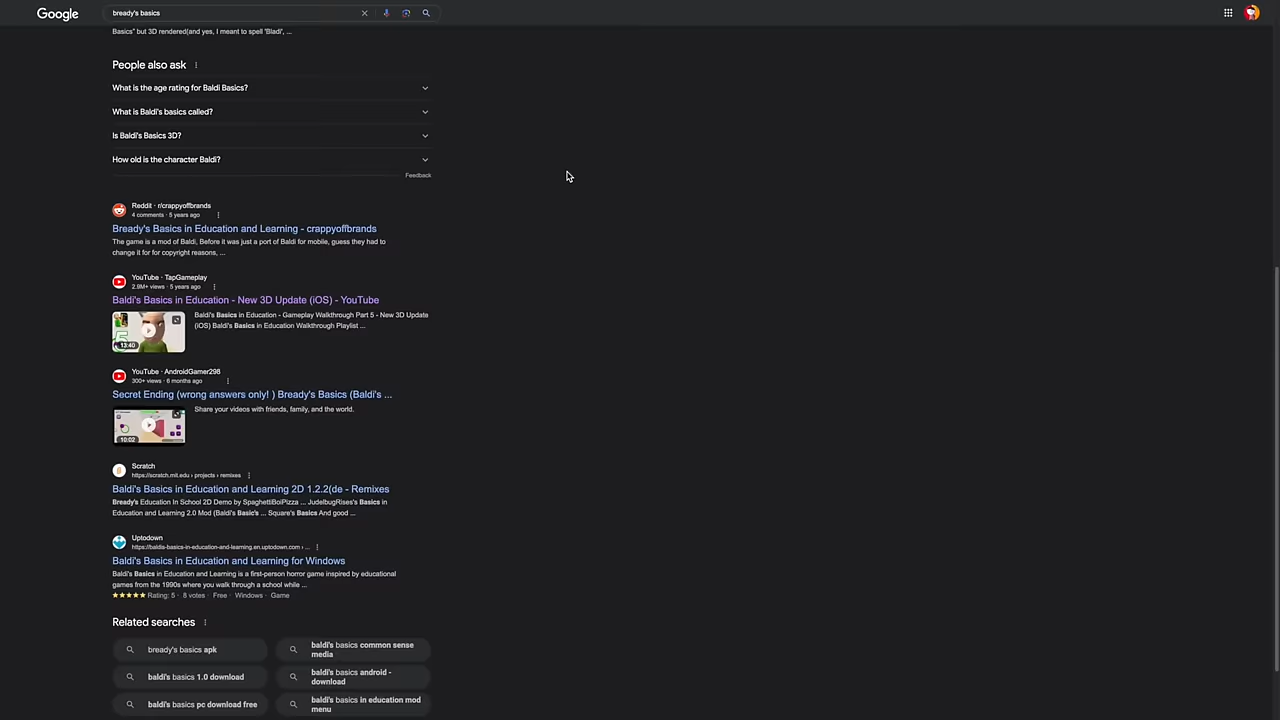 Google
bready's basics
Basics" but 3D rendered(and yes, I meant to spell 'Bladi', ...
People also ask
What is the age rating for Baldi Basics?
What is Baldi's basics called?
Is Baldi's Basics 3D?
How old is the character Baldi?
Feedback
Reddit · r/crappyoffbrands
4 comments · 5 years ago
Bready's Basics in Education and Learning - crappyoffbrands
The game is a mod of Baldi, Before it was just a port of Baldi for mobile, guess they had to
change it for for copyright reasons, ...
YouTube · TapGameplay
2.9M+ views · 5 years ago
Baldi's Basics in Education - New 3D Update (iOS) - YouTube
Baldi's Basics in Education - Gameplay Walkthrough Part 5 - New 3D Update
(iOS) Baldi's Basics in Education Walkthrough Playlist ...
5
13:40
YouTube · AndroidGamer298
300+ views · 6 months ago
Secret Ending (wrong answers only! ) Bready's Basics (Baldi's ...
Share your videos with friends, family, and the world.
10:02
Scratch
https://scratch.mit.edu › projects › remixes
Baldi's Basics in Education and Learning 2D 1.2.2(de - Remixes
Bready's Education In School 2D Demo by SpaghettiBoiPizza ... JudelbugRises's Basics in
Education and Learning 2.0 Mod (Baldi's Basic's ... Square's Basics And good ...
Uptodown
https://baldis-basics-in-education-and-learning.en.uptodown.com › ...
Baldi's Basics in Education and Learning for Windows
Baldi's Basics in Education and Learning is a first-person horror game inspired by educational
games from the 1990s where you walk through a school while ...
Rating: 5 · 8 votes · Free · Windows · Game
Related searches
bready's basics apk
baldi's basics common sense
media
baldi's basics 1.0 download
baldi's basics android -
download
baldi's basics pc download free
baldi's basics in education mod
menu